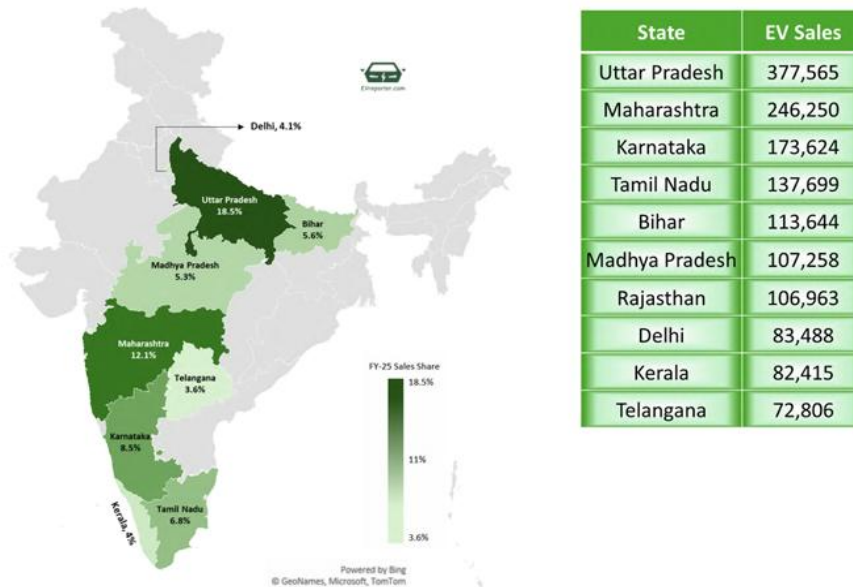 EVreporter.com
Delhi, 4.1%
Uttar Pradesh
18.5%
Bihar
5.6%
Madhya Pradesh
5.3%
Maharashtra
12.1%
Telangana
3.6%
Karnataka
8.5%
Kerala, 4%
Tamil Nadu
6.8%
FY-25 Sales Share
18.5%
11%
3.6%
Powered by Bing
© GeoNames, Microsoft, TomTom
State EV Sales
Uttar Pradesh 377,565
Maharashtra 246,250
Karnataka 173,624
Tamil Nadu 137,699
Bihar 113,644
Madhya Pradesh 107,258
Rajasthan 106,963
Delhi 83,488
Kerala 82,415
Telangana 72,806